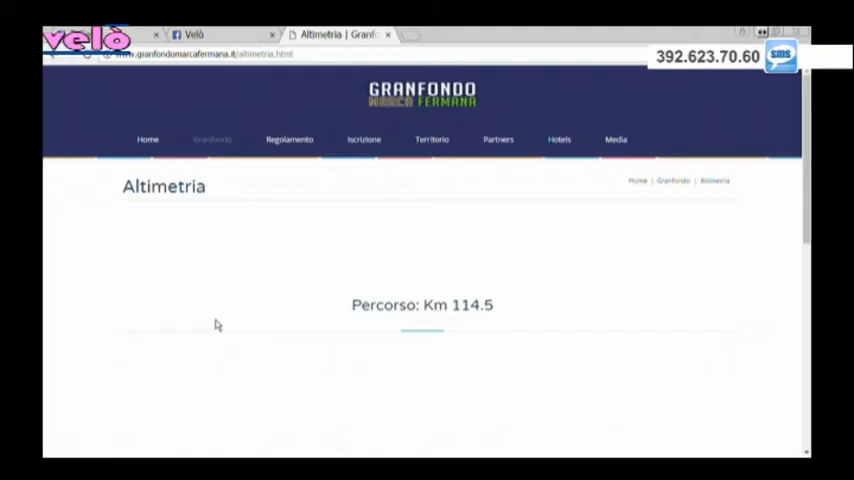 velò
Velò
Altimetria | Granfo
www.granfondomarcafermana.it/altimetria.html
392.623.70.60
sms
GRANFONDO
MARCA FERMANA
Home Granfondo Regolamento Iscrizione Territorio Partners Hotels Media
Altimetria
Home | Granfondo | Altimetria
Percorso: Km 114.5